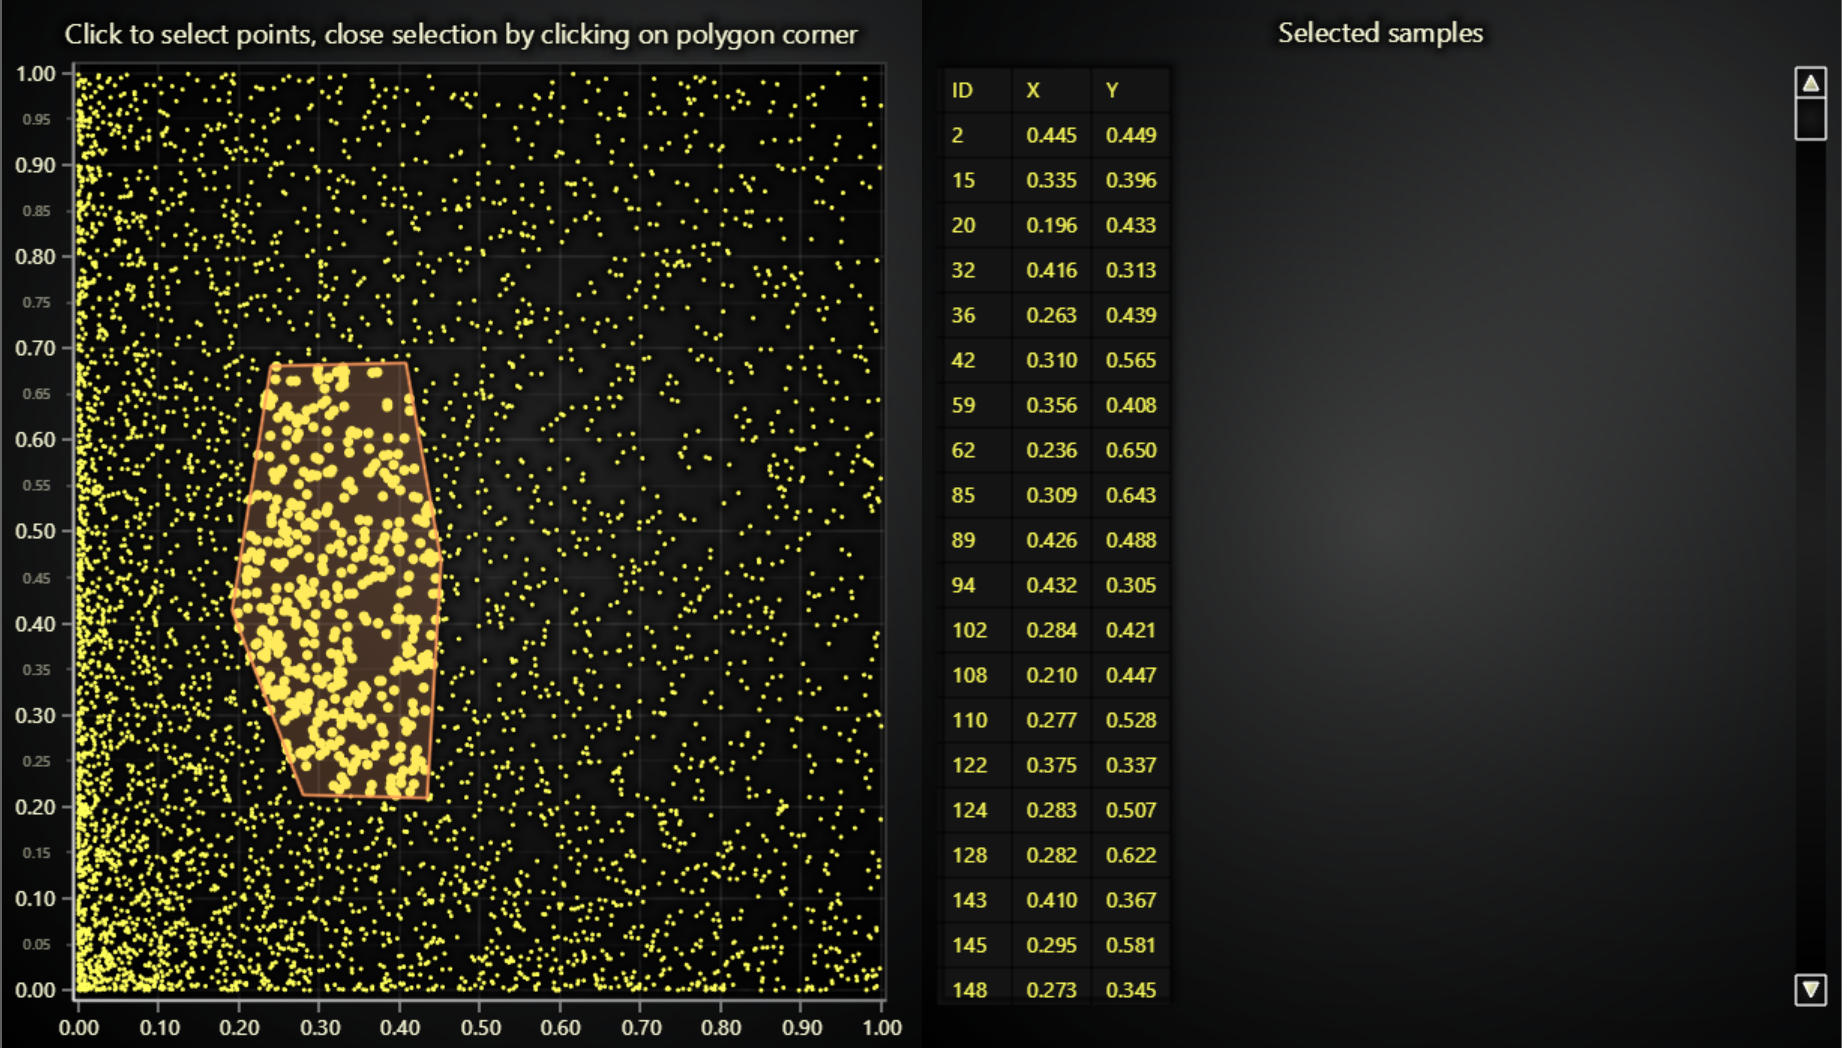 Click to select points, close selection by clicking on polygon corner
1.00
0.95
0.90
0.85
0.80
0.75
0.70
0.65
0.60
0.55
0.50
0.45
0.40
0.35
0.30
0.25
0.20
0.15
0.10
0.05
0.00
0.00 0.10 0.20 0.30 0.40 0.50 0.60 0.70 0.80 0.90 1.00
Selected samples
ID X Y
2 0.445 0.449
15 0.335 0.396
20 0.196 0.433
32 0.416 0.313
36 0.263 0.439
42 0.310 0.565
59 0.356 0.408
62 0.236 0.650
85 0.309 0.643
89 0.426 0.488
94 0.432 0.305
102 0.284 0.421
108 0.210 0.447
110 0.277 0.528
122 0.375 0.337
124 0.283 0.507
128 0.282 0.622
143 0.410 0.367
145 0.295 0.581
148 0.273 0.345